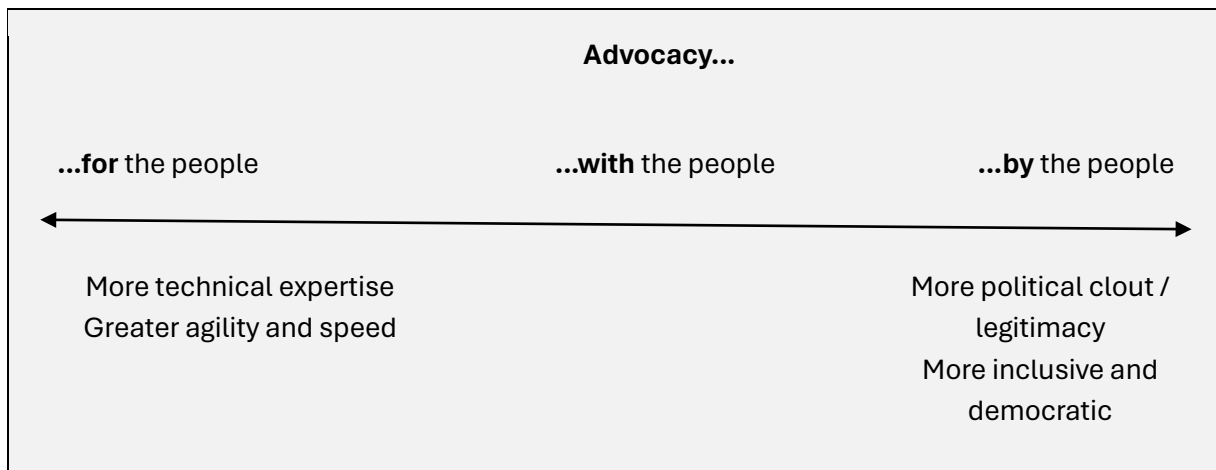 Advocacy...
...for the people
...with the people
...by the people
More technical expertise
Greater agility and speed
More political clout /
legitimacy
More inclusive and
democratic